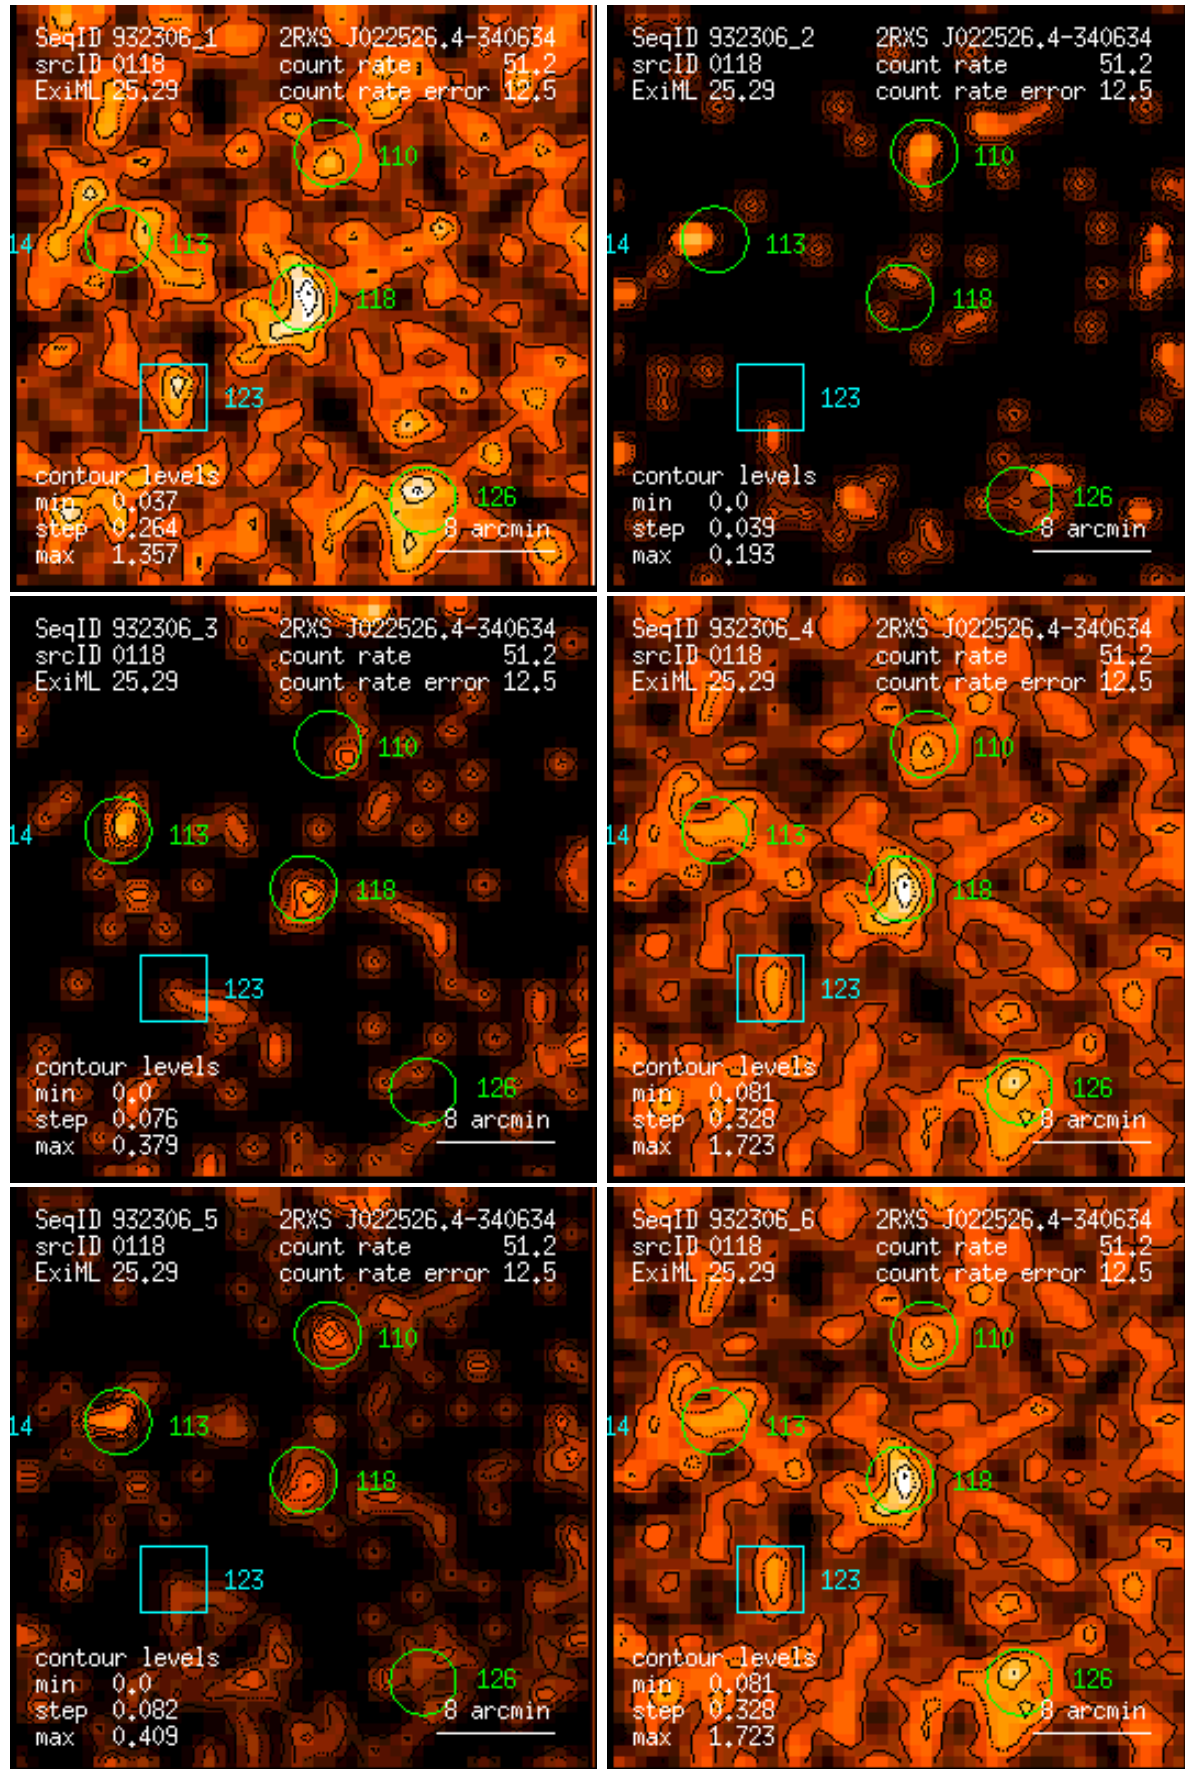 SeqID 932306_1 2RXS J022526.4-340634
srcID 0118 count rate 51.2
ExiML 25.29 count rate error 12.5
110
14 113
118
123
contour levels
min 0.037 126
step 0.264 8 arcmin
max 1.357
SeqID 932306_2 2RXS J022526.4-340634
srcID 0118 count rate 51.2
ExiML 25.29 count rate error 12.5
110
14 113
118
123
contour levels
min 0.0 126
step 0.039 8 arcmin
max 0.193
SeqID 932306_3 2RXS J022526.4-340634
srcID 0118 count rate 51.2
ExiML 25.29 count rate error 12.5
110
14 113
118
123
contour levels
min 0.0 126
step 0.076 8 arcmin
max 0.379
SeqID 932306_4 2RXS J022526.4-340634
srcID 0118 count rate 51.2
ExiML 25.29 count rate error 12.5
110
14 113
118
123
contour levels
min 0.081 126
step 0.328 8 arcmin
max 1.723
SeqID 932306_5 2RXS J022526.4-340634
srcID 0118 count rate 51.2
ExiML 25.29 count rate error 12.5
110
14 113
118
123
contour levels
min 0.0 126
step 0.082 8 arcmin
max 0.409
SeqID 932306_6 2RXS J022526.4-340634
srcID 0118 count rate 51.2
ExiML 25.29 count rate error 12.5
110
14 113
118
123
contour levels
min 0.081 126
step 0.328 8 arcmin
max 1.723